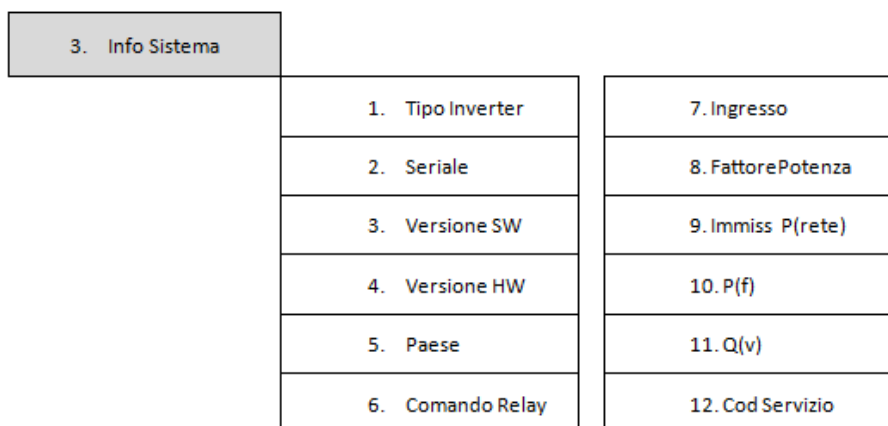 3. Info Sistema
1. Tipo Inverter
2. Seriale
3. Versione SW
4. Versione HW
5. Paese
6. Comando Relay
7. Ingresso
8. FattorePotenza
9. Immiss P(rete)
10. P(f)
11. Q(v)
12. Cod Servizio